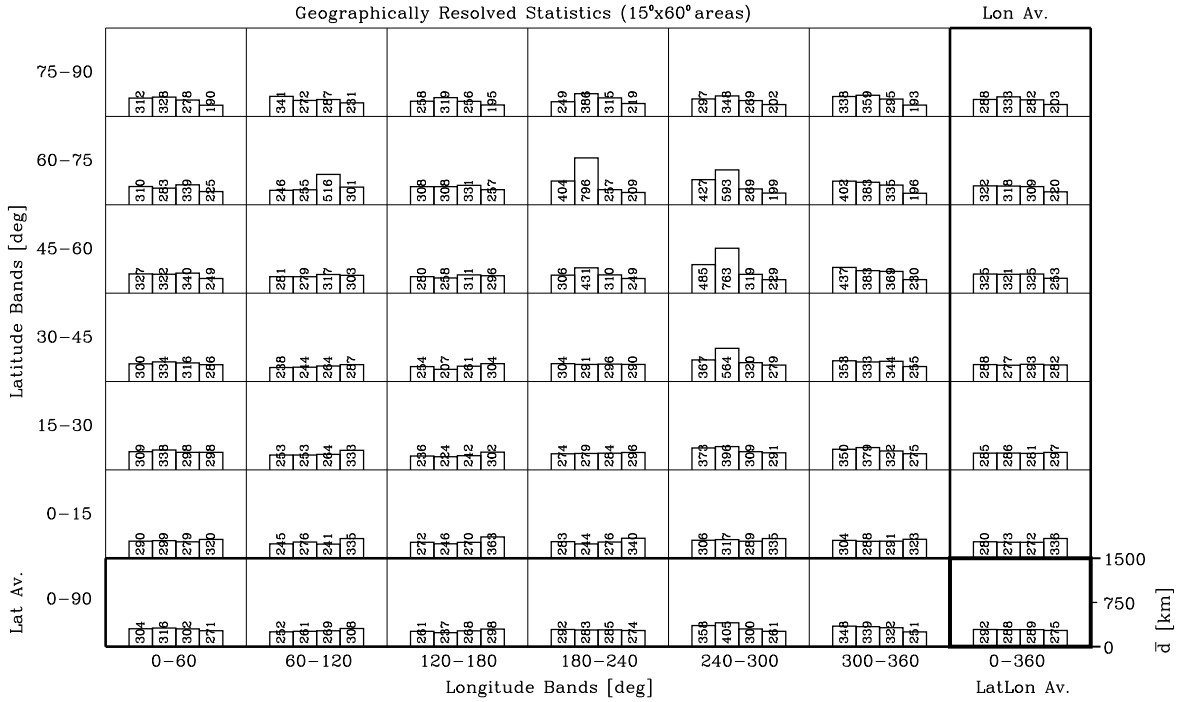 Geographically Resolved Statistics (15°x60° areas) Lon Av.
75-90 312 328 278 190 341 272 287 231 258 319 256 195 249 386 315 219 297 348 269 202 338 359 295 193 288 333 282 203
60-75 310 283 339 225 246 255 516 301 308 308 331 257 404 796 257 209 427 593 269 199 402 383 335 196 322 318 309 220
45-60 327 322 340 249 281 279 317 303 280 258 311 296 306 431 310 249 485 763 319 229 437 383 369 230 325 321 325 253
30-45 300 334 316 286 238 244 264 287 254 207 261 304 304 291 296 290 367 564 320 279 353 333 344 255 288 277 293 282
15-30 309 338 298 298 253 253 264 333 236 224 242 302 274 279 284 296 373 396 309 291 350 379 322 275 285 286 281 297
0-15 290 299 279 320 245 276 241 335 272 246 270 363 283 244 276 340 306 317 289 335 304 288 291 323 280 273 272 336
0-90 304 316 302 271 252 261 269 308 261 237 268 298 292 283 285 274 358 405 300 261 348 339 322 251 292 288 289 275
Latitude Bands [deg]
Lat Av.
1500
750
0
d̄ [km]
0-60 60-120 120-180 180-240 240-300 300-360 0-360
Longitude Bands [deg] LatLon Av.